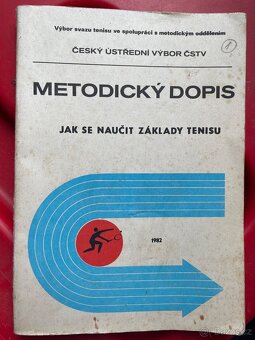 Výbor svazu tenisu ve spolupráci s metodickým oddělením
ČESKÝ ÚSTŘEDNÍ VÝBOR ČSTV
METODICKÝ DOPIS
JAK SE NAUČIT ZÁKLADY TENISU
1982